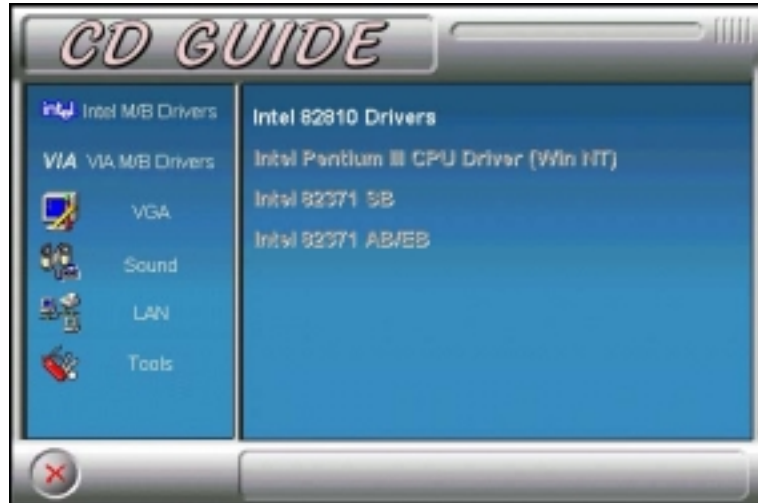 CD GUIDE
intel Intel M/B Drivers
VIA VIA M/B Drivers
VGA
Sound
LAN
Tools
Intel 82810 Drivers
Intel Pentium III CPU Driver (Win NT)
Intel 82371 SB
Intel 82371 AB/EB